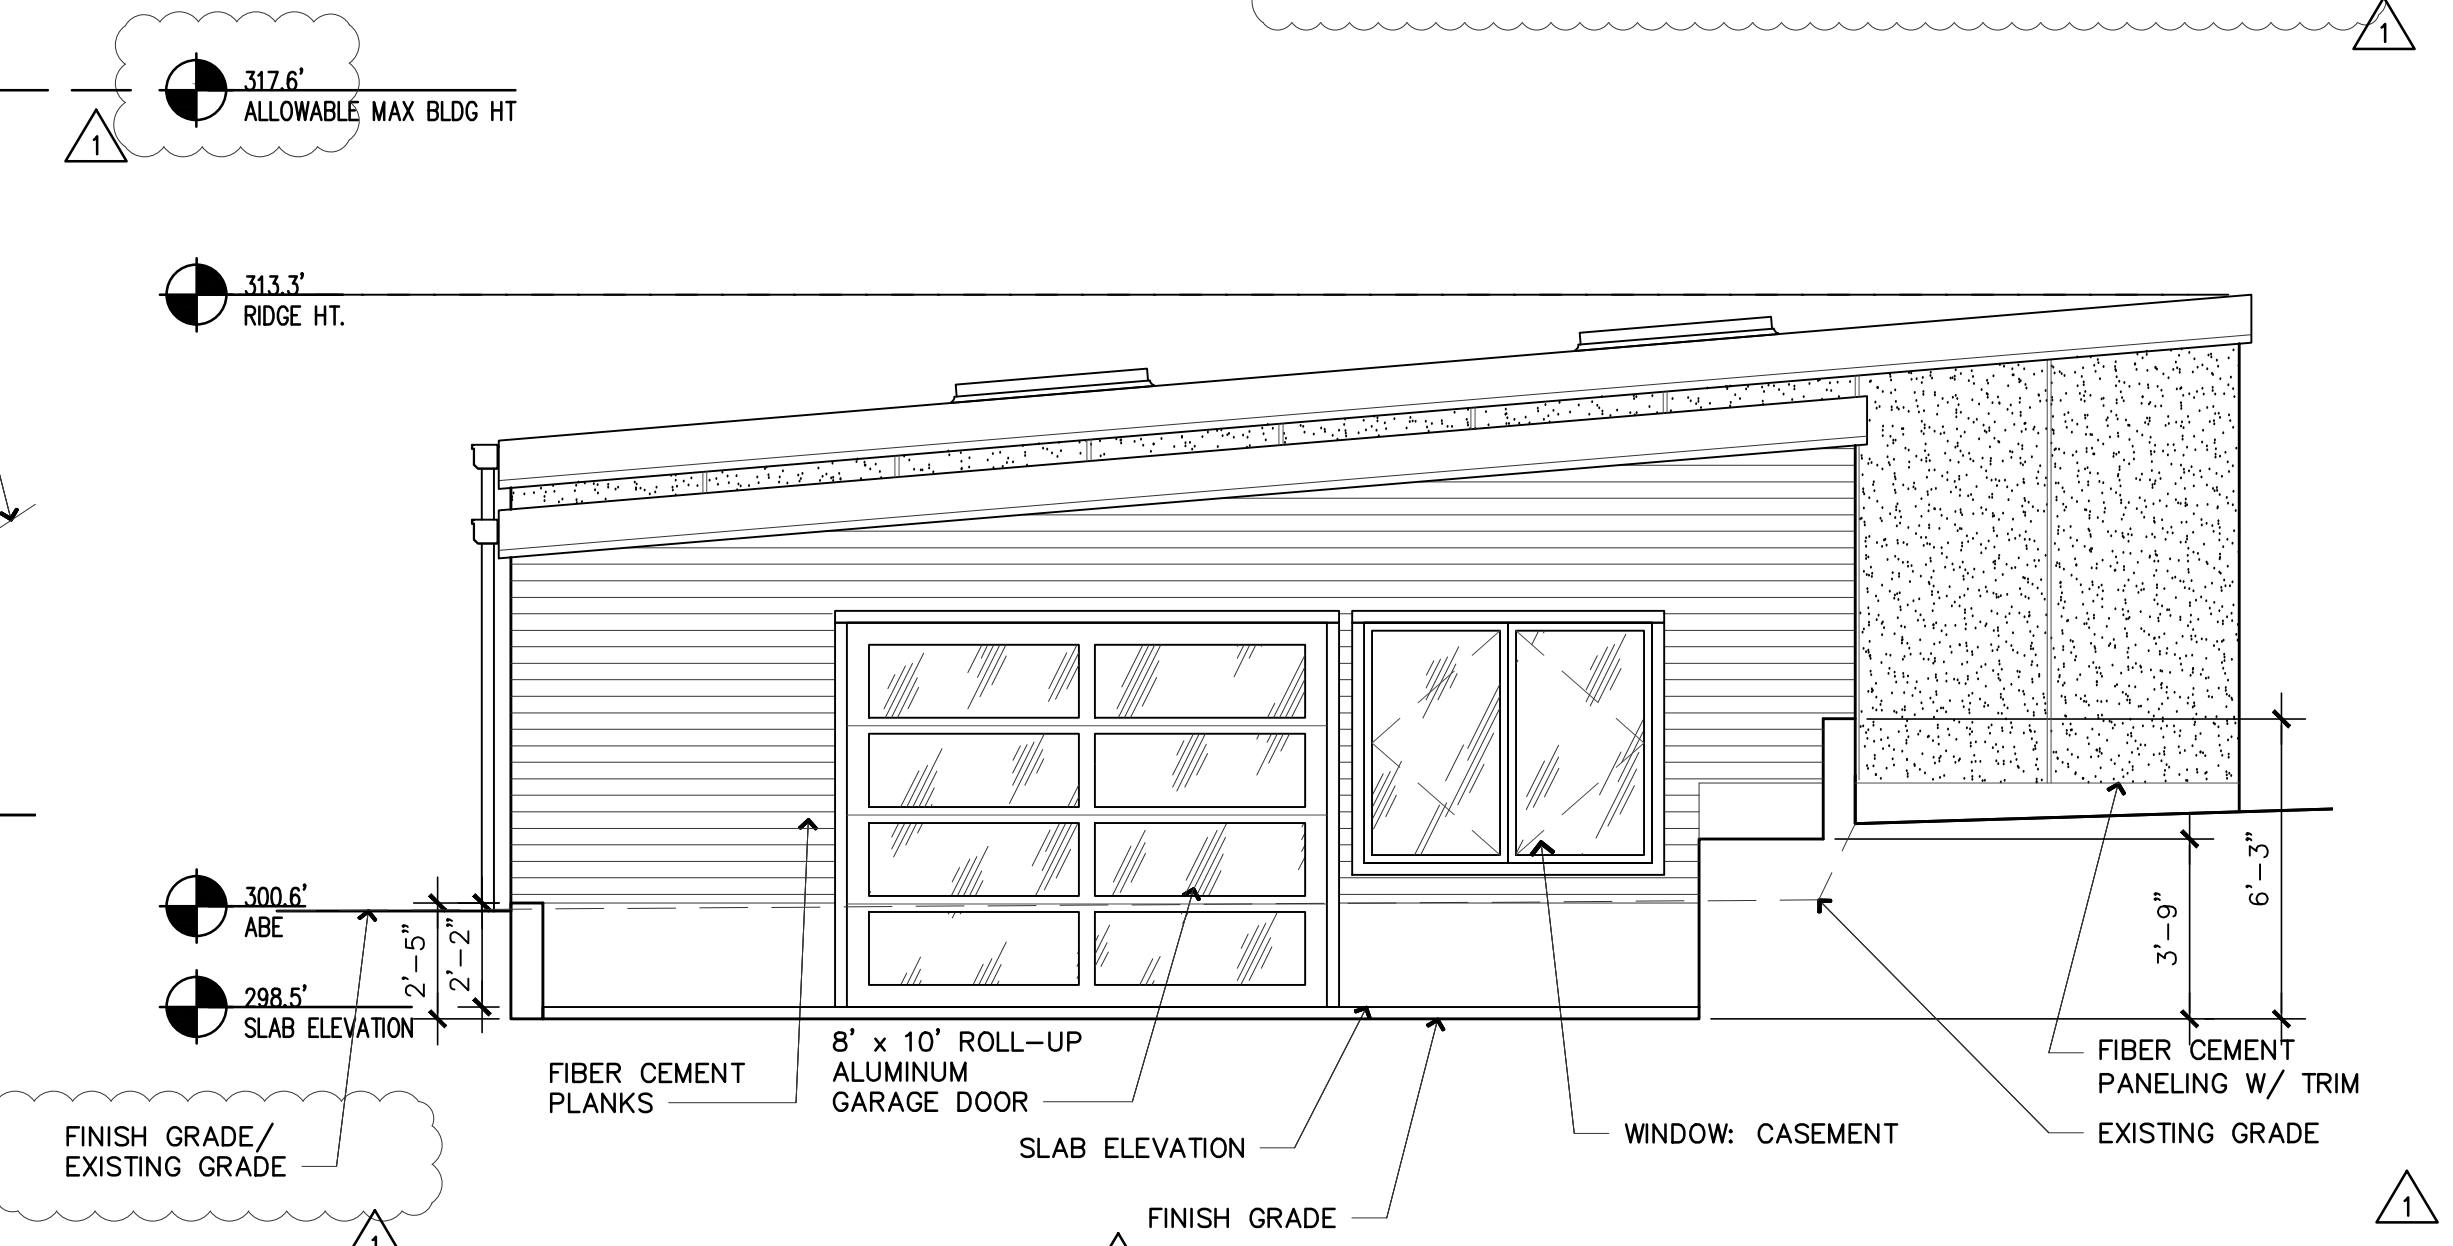 1
317.6'
ALLOWABLE MAX BLDG HT
1
313.3'
RIDGE HT.
300.6'
ABE
298.5'
SLAB ELEVATION
2'-5"
2'-2"
3'-9"
6'-3"
8' x 10' ROLL-UP
ALUMINUM
GARAGE DOOR
FIBER CEMENT
PLANKS
FIBER CEMENT
PANELING W/ TRIM
FINISH GRADE/
EXISTING GRADE
SLAB ELEVATION
WINDOW: CASEMENT
EXISTING GRADE
FINISH GRADE
1
1